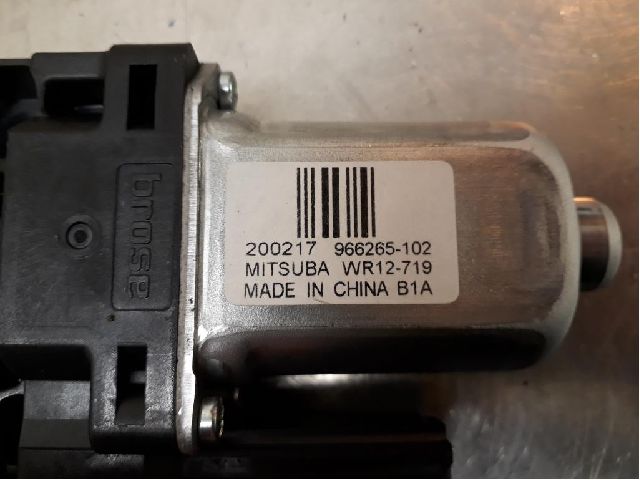 brose
200217 966265-102
MITSUBA WR12-719
MADE IN CHINA B1A